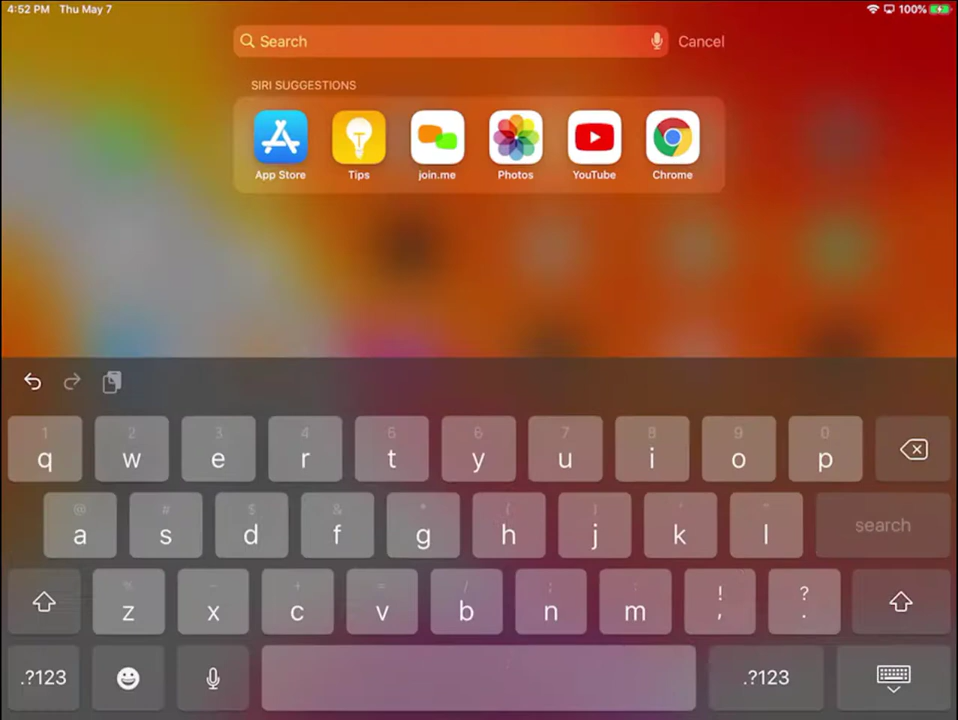 4:52 PM Thu May 7 100%
Search Cancel
SIRI SUGGESTIONS
App Store Tips join.me Photos YouTube Chrome
1 2 3 4 5 6 7 8 9 0
q w e r t y u i o p
@ # $ & * ( ) ' "
a s d f g h j k l search
% - + = / ; : ! ?
z x c v b n m , .
.?123 .?123